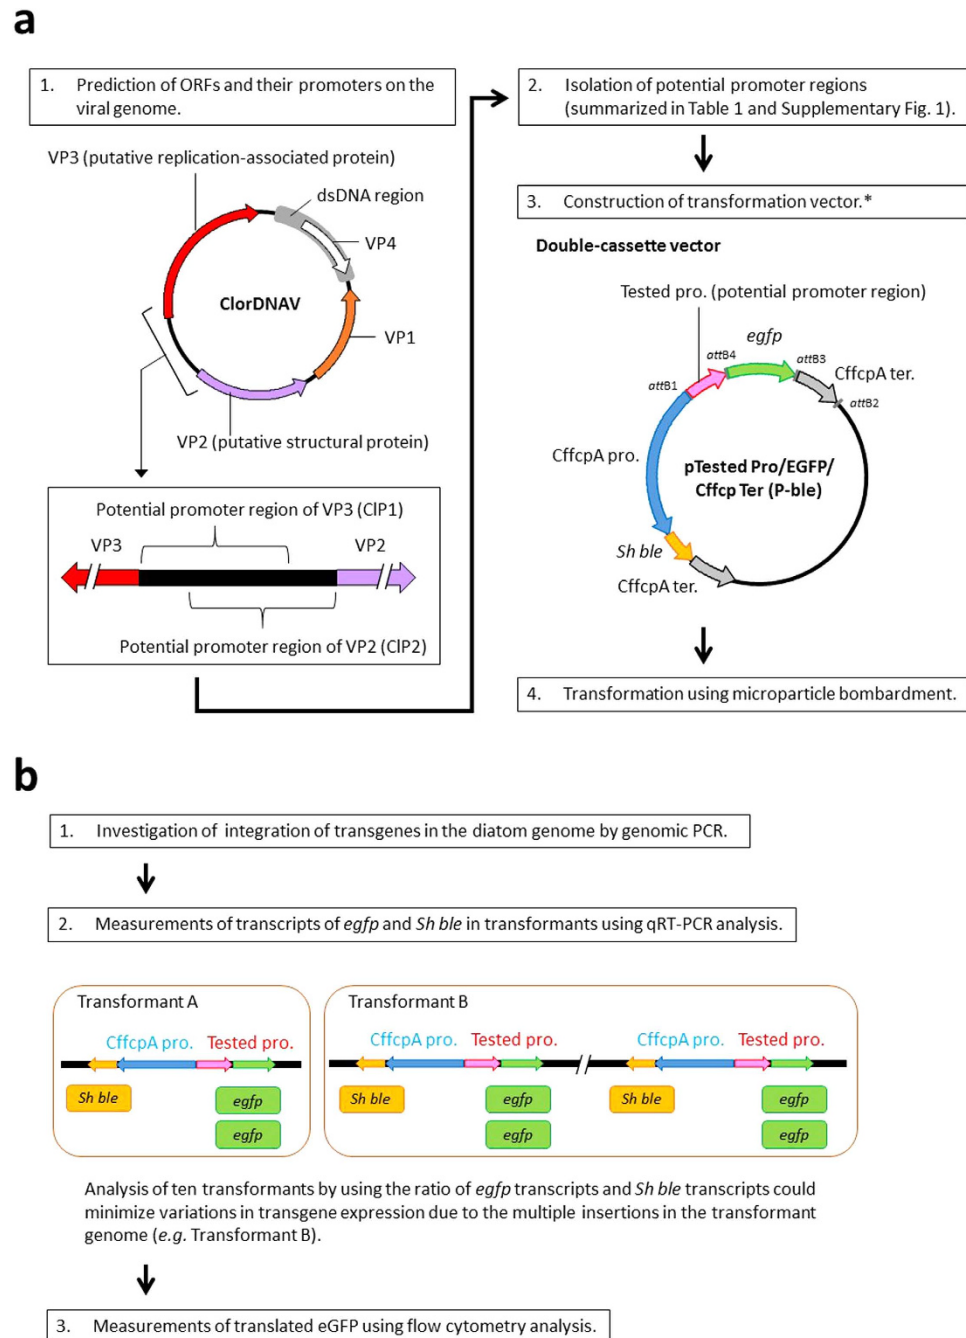 a
1. Prediction of ORFs and their promoters on the
viral genome.
VP3 (putative replication-associated protein)
dsDNA region
VP4
ClorDNAV
VP1
VP2 (putative structural protein)
Potential promoter region of VP3 (ClP1)
VP3
VP2
Potential promoter region of VP2 (ClP2)
2. Isolation of potential promoter regions
(summarized in Table 1 and Supplementary Fig. 1).
3. Construction of transformation vector.*
Double-cassette vector
Tested pro. (potential promoter region)
egfp
attB4
attB3
CffcpA ter.
attB1
attB2
CffcpA pro.
pTested Pro/EGFP/
Cffcp Ter (P-ble)
Sh ble
CffcpA ter.
4. Transformation using microparticle bombardment.
b
1. Investigation of integration of transgenes in the diatom genome by genomic PCR.
2. Measurements of transcripts of egfp and Sh ble in transformants using qRT-PCR analysis.
Transformant A
CffcpA pro. Tested pro.
Sh ble
egfp
egfp
Transformant B
CffcpA pro. Tested pro.
CffcpA pro. Tested pro.
Sh ble
egfp
Sh ble
egfp
egfp
egfp
Analysis of ten transformants by using the ratio of egfp transcripts and Sh ble transcripts could
minimize variations in transgene expression due to the multiple insertions in the transformant
genome (e.g. Transformant B).
3. Measurements of translated eGFP using flow cytometry analysis.